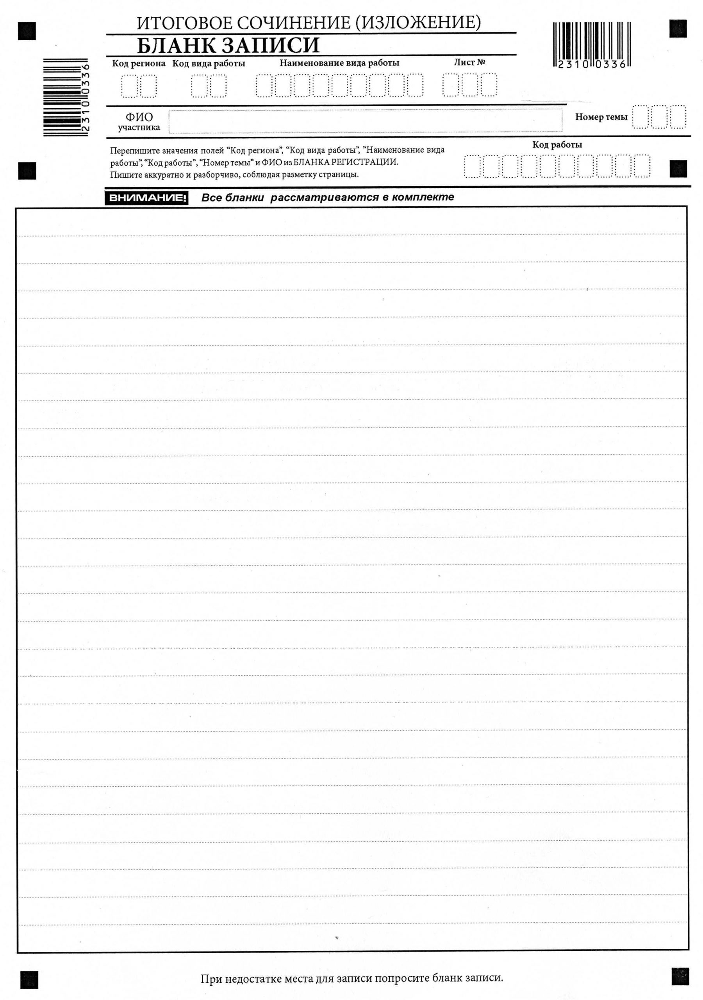 ИТОГОВОЕ СОЧИНЕНИЕ (ИЗЛОЖЕНИЕ)
БЛАНК ЗАПИСИ
Код региона Код вида работы Наименование вида работы Лист №
2310 0336
2310 0336
ФИО
участника
Номер темы
Код работы
Перепишите значения полей “Код региона”, “Код вида работы”, ”Наименование вида
работы”, “Код работы”, “Номер темы” и ФИО из БЛАНКА РЕГИСТРАЦИИ.
Пишите аккуратно и разборчиво, соблюдая разметку страницы.
ВНИМАНИЕ! Все бланки рассматриваются в комплекте
При недостатке места для записи попросите бланк записи.